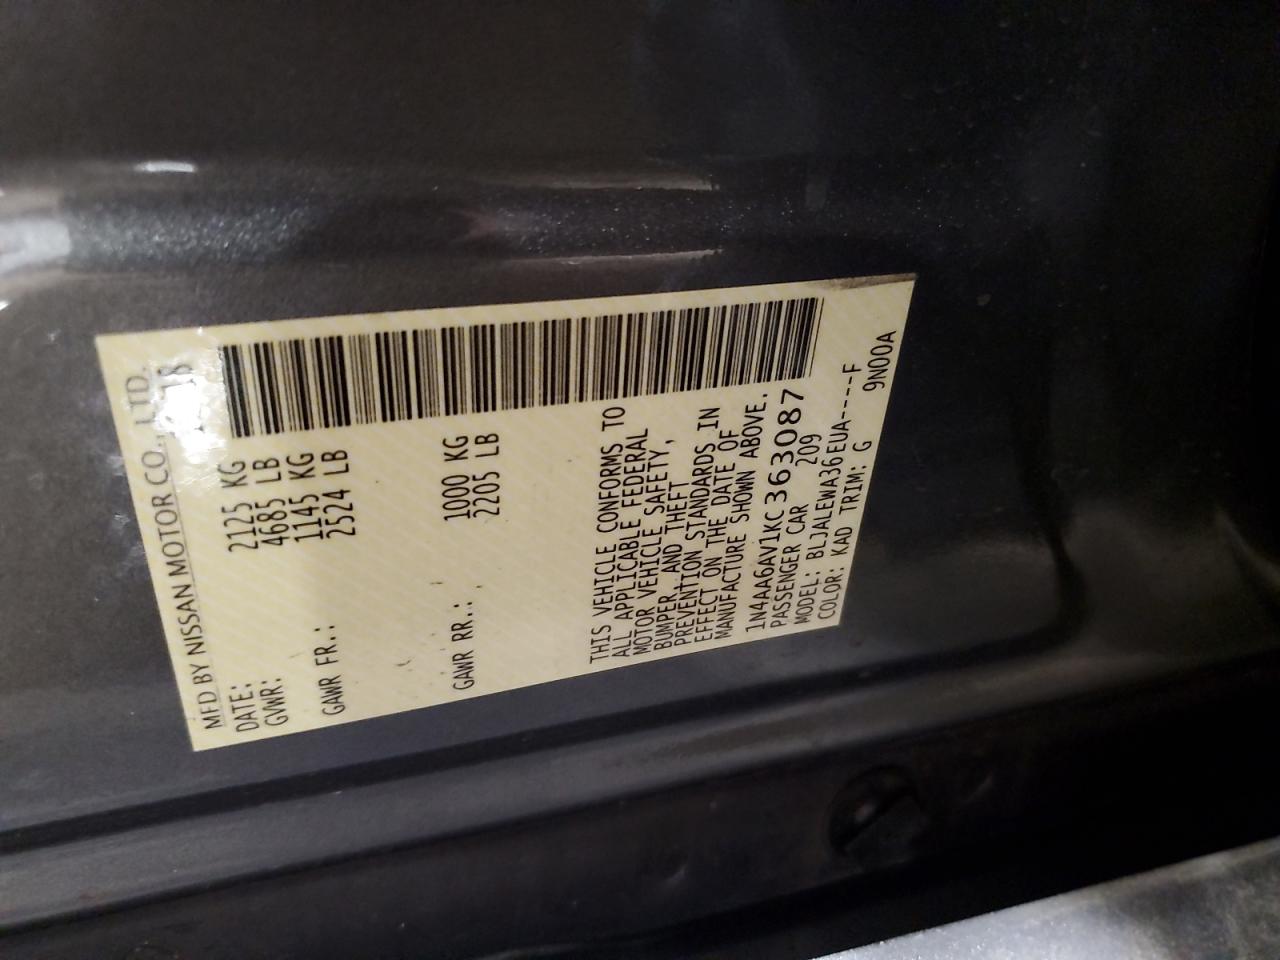 MFD BY NISSAN MOTOR CO., LTD.
DATE:
GVWR: 2125 KG
4685 LB
GAWR FR.: 1145 KG
2524 LB
GAWR RR.: 1000 KG
2205 LB
THIS VEHICLE CONFORMS TO
ALL APPLICABLE FEDERAL
MOTOR VEHICLE SAFETY,
BUMPER, AND THEFT
PREVENTION STANDARDS IN
EFFECT ON THE DATE OF
MANUFACTURE SHOWN ABOVE.
1N4AA6AV1KC363087
PASSENGER CAR 209
MODEL: BLJALEWA36EUA----F
COLOR: KAD TRIM: G 9N00A